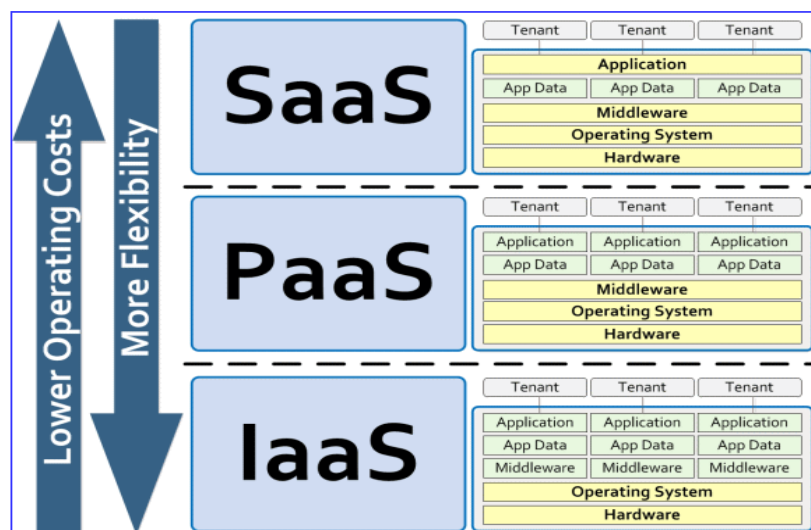 Lower Operating Costs
More Flexibility
SaaS
Tenant Tenant Tenant
Application
App Data App Data App Data
Middleware
Operating System
Hardware
PaaS
Tenant Tenant Tenant
Application Application Application
App Data App Data App Data
Middleware
Operating System
Hardware
IaaS
Tenant Tenant Tenant
Application Application Application
App Data App Data App Data
Middleware Middleware Middleware
Operating System
Hardware